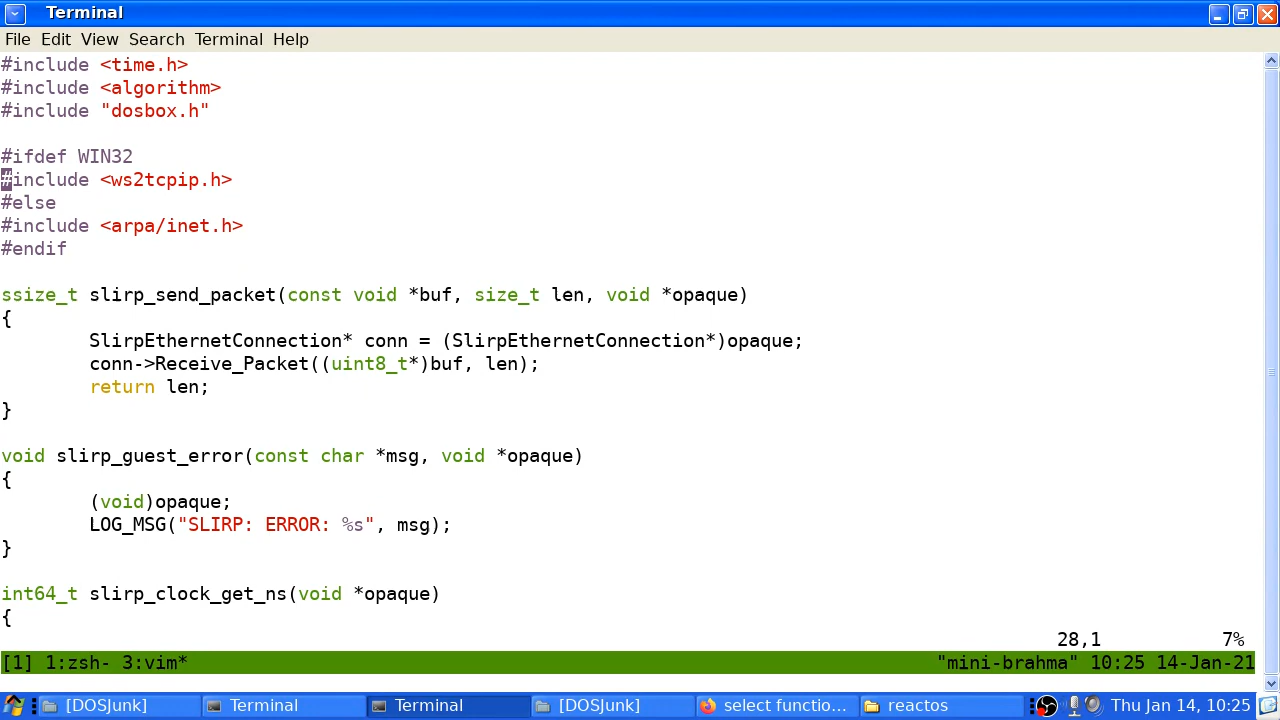 Terminal
File Edit View Search Terminal Help
#include <time.h>
#include <algorithm>
#include "dosbox.h"
#ifdef WIN32
#include <ws2tcpip.h>
#else
#include <arpa/inet.h>
#endif
ssize_t slirp_send_packet(const void *buf, size_t len, void *opaque)
{
        SlirpEthernetConnection* conn = (SlirpEthernetConnection*)opaque;
        conn->Receive_Packet((uint8_t*)buf, len);
        return len;
}
void slirp_guest_error(const char *msg, void *opaque)
{
        (void)opaque;
        LOG_MSG("SLIRP: ERROR: %s", msg);
}
int64_t slirp_clock_get_ns(void *opaque)
{
28,1 7%
[1] 1:zsh- 3:vim* "mini-brahma" 10:25 14-Jan-21
[DOSJunk] Terminal Terminal [DOSJunk] select functio... reactos Thu Jan 14, 10:25